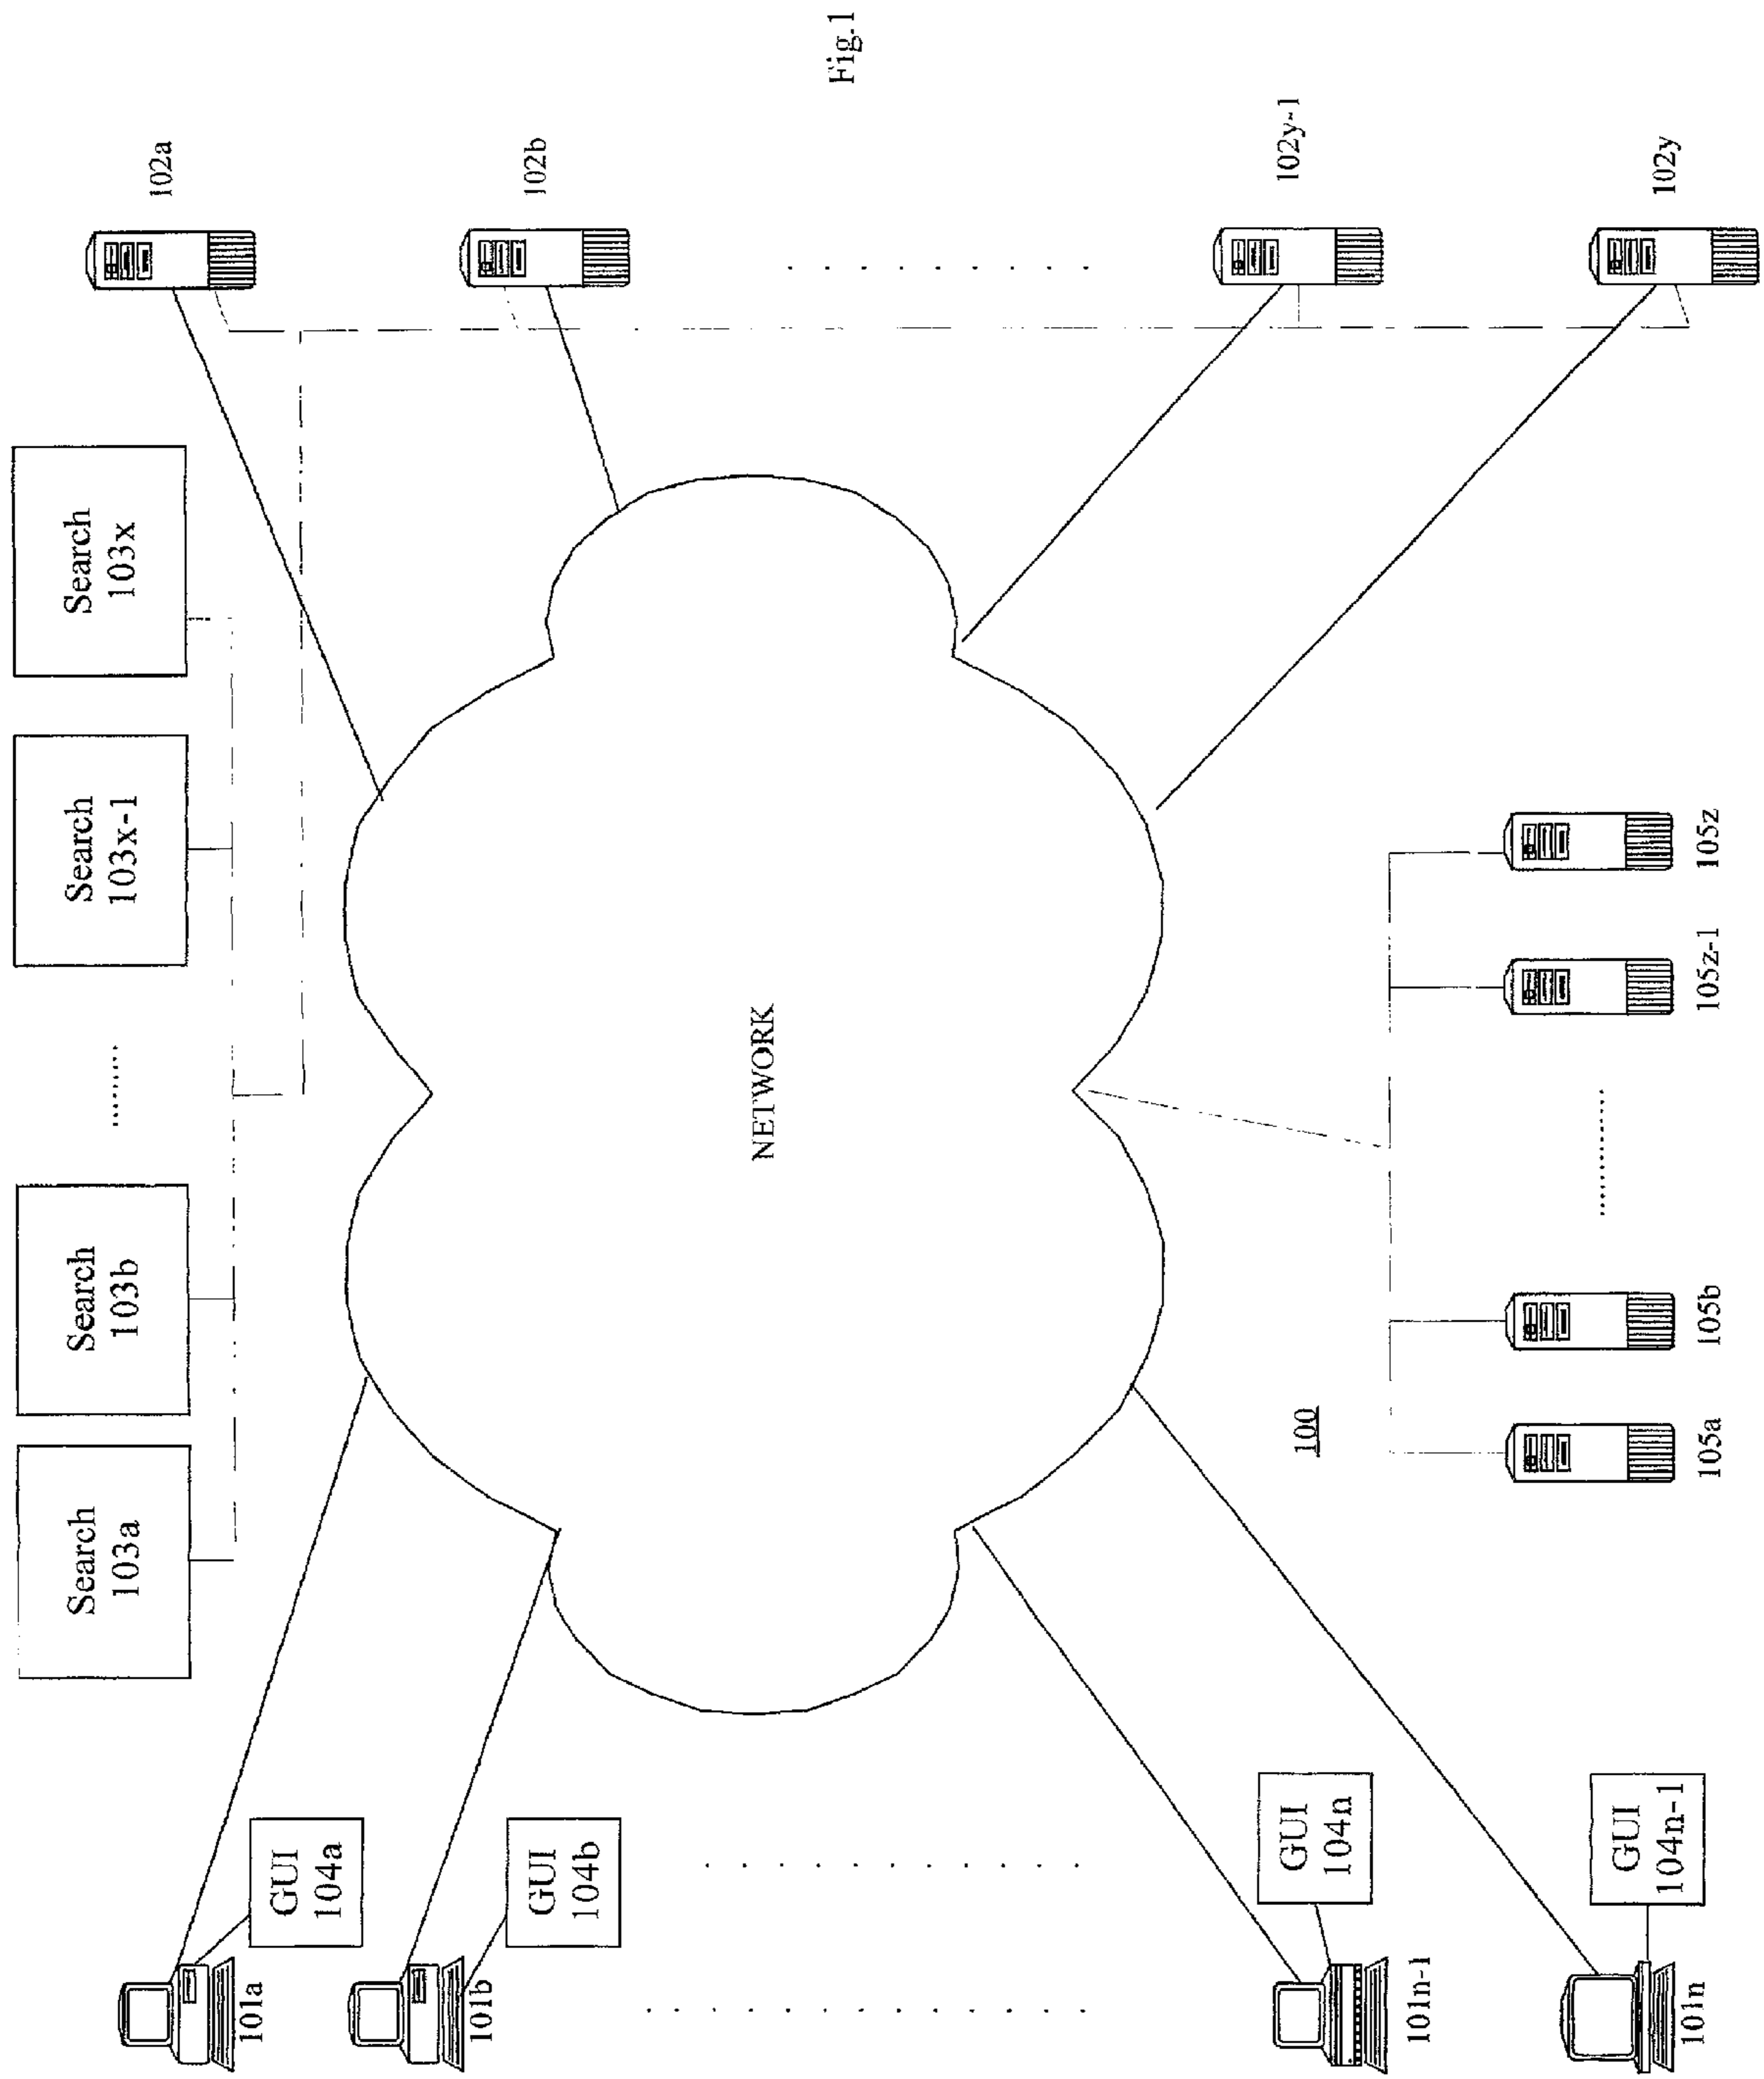 Search
103a
Search
103b
.........
Search
103x-1
Search
103x
101a
GUI
104a
101b
GUI
104b
NETWORK
102a
102b
102y-1
102y
101n-1
GUI
104n
101n
GUI
104n-1
100
105a
105b
..........
105z-1
105z
Fig.1